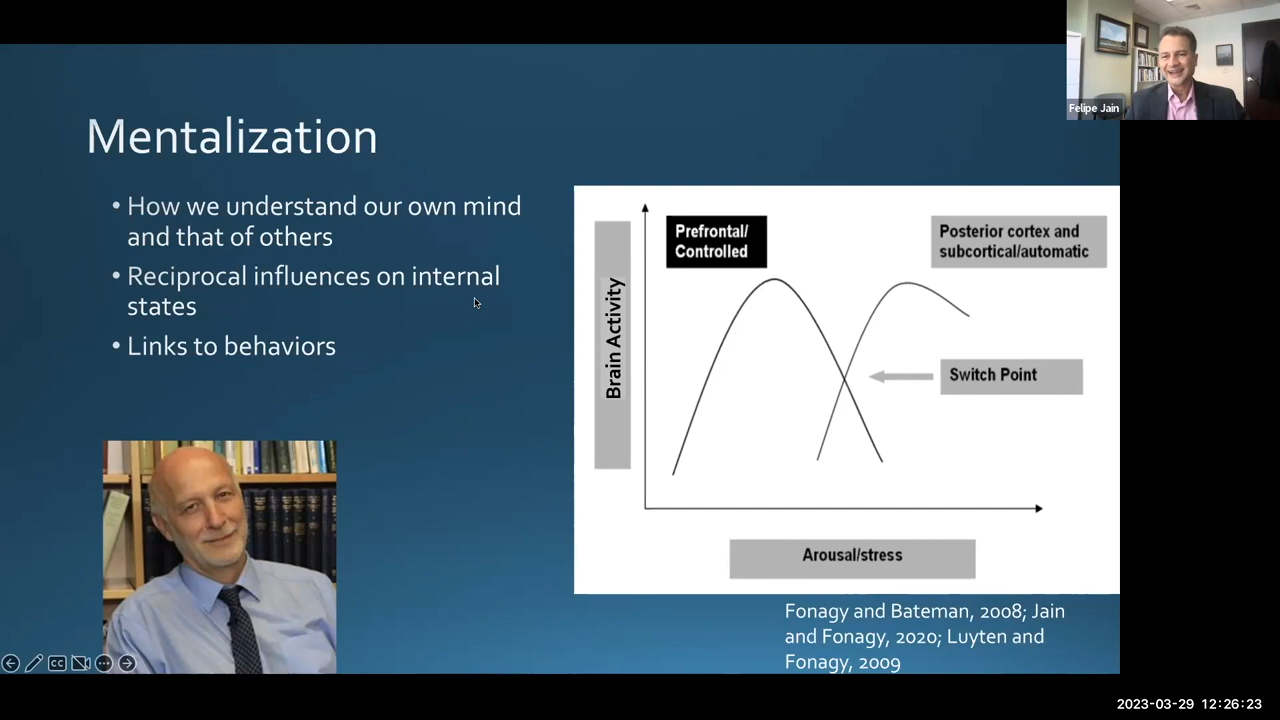 Felipe Jain
Mentalization
• How we understand our own mind
and that of others
• Reciprocal influences on internal
states
• Links to behaviors
Prefrontal/
Controlled
Posterior cortex and
subcortical/automatic
Brain Activity
Switch Point
Arousal/stress
Fonagy and Bateman, 2008; Jain
and Fonagy, 2020; Luyten and
Fonagy, 2009
CC
2023-03-29 12:26:23